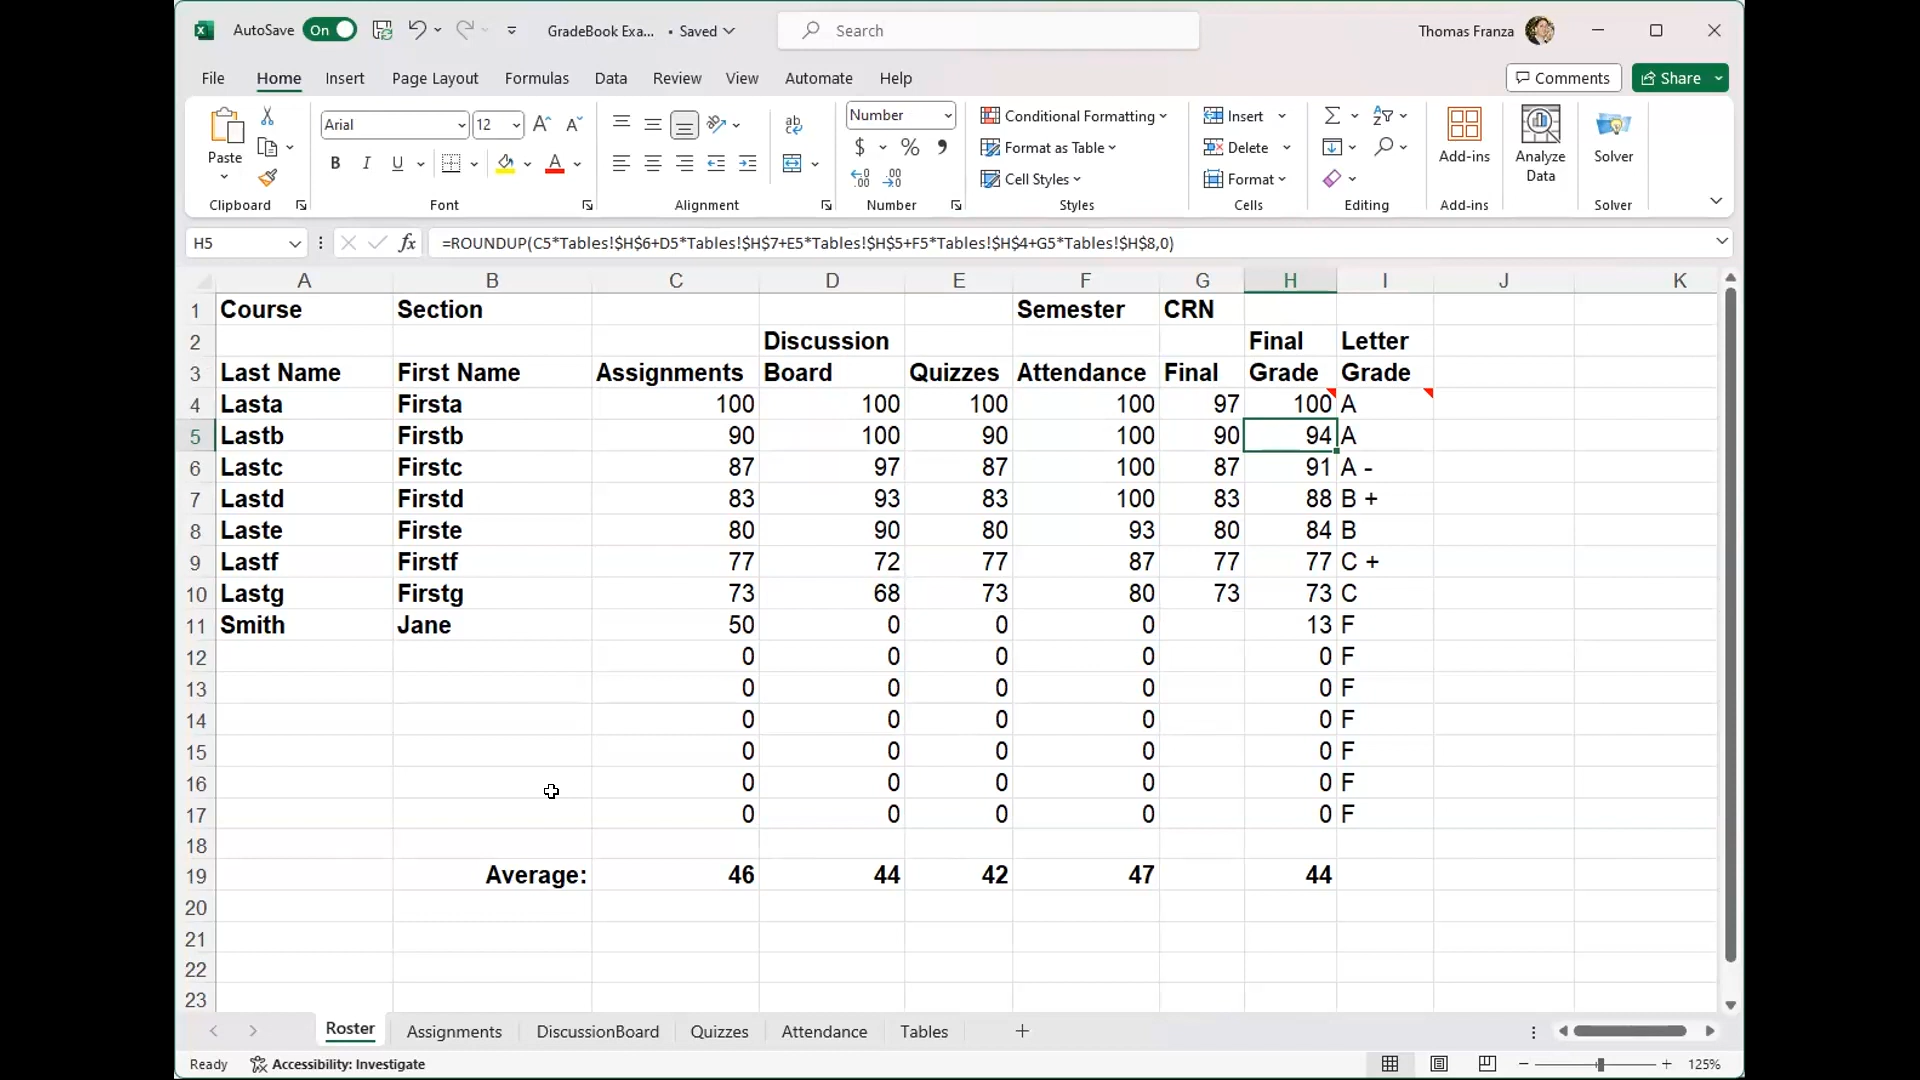 AutoSave On GradeBook Exa... • Saved Search Thomas Franza
File Home Insert Page Layout Formulas Data Review View Automate Help Comments Share
Paste
Clipboard
Arial 12
B I U A
Font
ab
Alignment
Number
$ % 9
.00 .00
Number
Conditional Formatting
Format as Table
Cell Styles
Styles
Insert
Delete
Format
Cells
Editing
Add-ins
Add-ins
Analyze
Data
Solver
Solver
H5 fx =ROUNDUP(C5*Tables!$H$6+D5*Tables!$H$7+E5*Tables!$H$5+F5*Tables!$H$4+G5*Tables!$H$8,0)
A B C D E F G H I J K
1 Course Section Semester CRN
2 Discussion Final Letter
3 Last Name First Name Assignments Board Quizzes Attendance Final Grade Grade
4 Lasta Firsta 100 100 100 100 97 100 A
5 Lastb Firstb 90 100 90 100 90 94 A
6 Lastc Firstc 87 97 87 100 87 91 A -
7 Lastd Firstd 83 93 83 100 83 88 B +
8 Laste Firste 80 90 80 93 80 84 B
9 Lastf Firstf 77 72 77 87 77 77 C +
10 Lastg Firstg 73 68 73 80 73 73 C
11 Smith Jane 50 0 0 0 13 F
12 0 0 0 0 0 F
13 0 0 0 0 0 F
14 0 0 0 0 0 F
15 0 0 0 0 0 F
16 0 0 0 0 0 F
17 0 0 0 0 0 F
18
19 Average: 46 44 42 47 44
20
21
22
23
Roster Assignments DiscussionBoard Quizzes Attendance Tables
Ready Accessibility: Investigate 125%